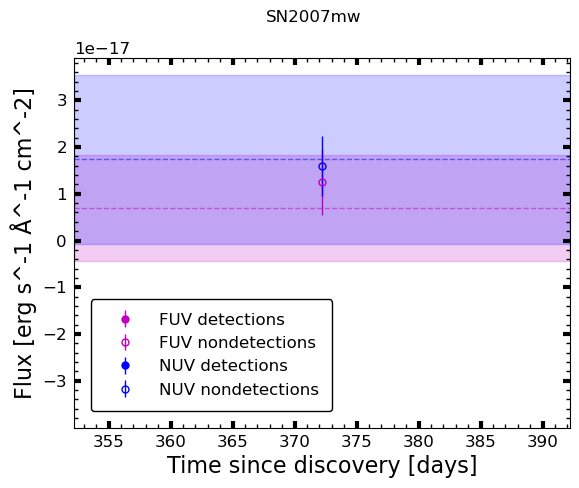 SN2007mw
1e−17
3
2
1
0
−1
−2
−3
Flux [erg s^-1 Å^-1 cm^-2]
FUV detections
FUV nondetections
NUV detections
NUV nondetections
355 360 365 370 375 380 385 390
Time since discovery [days]